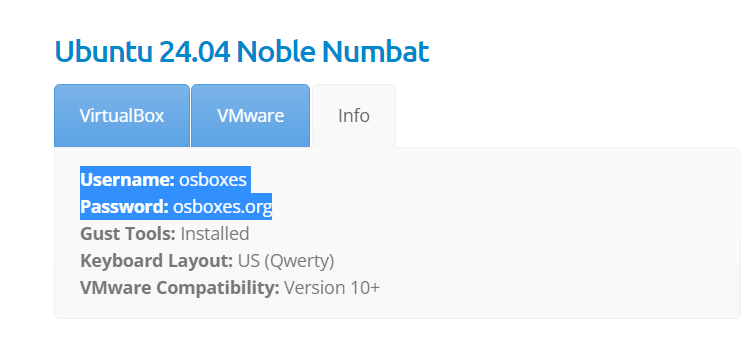 Ubuntu 24.04 Noble Numbat
VirtualBox VMware Info
Username: osboxes
Password: osboxes.org
Gust Tools: Installed
Keyboard Layout: US (Qwerty)
VMware Compatibility: Version 10+